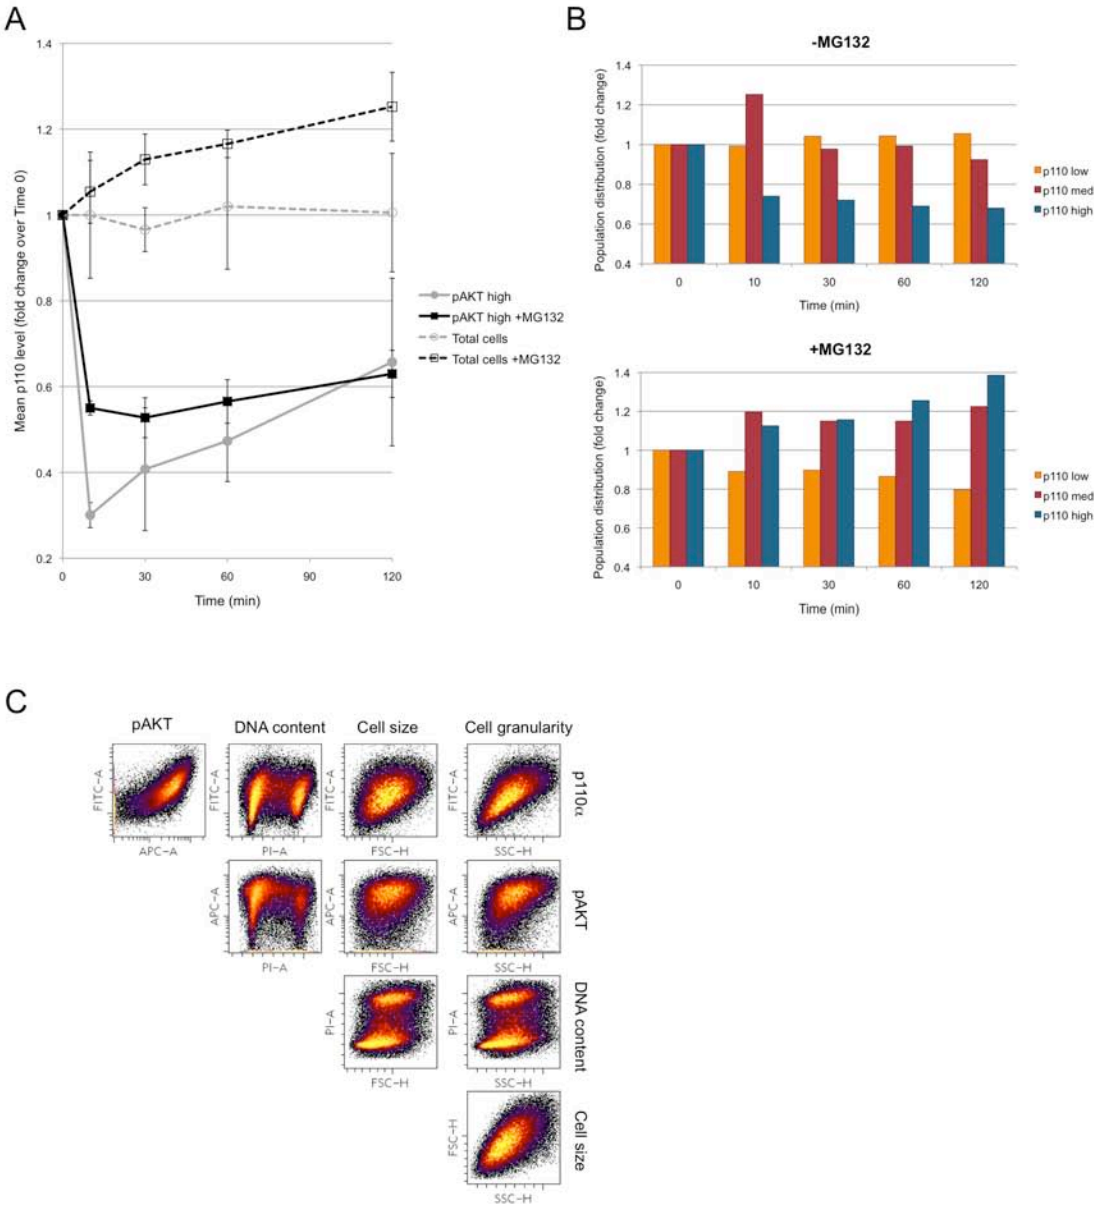 A
1.4
1.2
1
0.8
0.6
0.4
0.2
0
30
60
90
120
Mean p110 level (fold change over Time 0)
Time (min)
pAKT high
pAKT high +MG132
Total cells
Total cells +MG132
B
-MG132
1.4
1.2
1
0.8
0.6
0.4
0
10
30
60
120
Population distribution (fold change)
Time (min)
p110 low
p110 med
p110 high
+MG132
1.4
1.2
1
0.8
0.6
0.4
0
10
30
60
120
Population distribution (fold change)
Time (min)
p110 low
p110 med
p110 high
C
pAKT
DNA content
Cell size
Cell granularity
FITC-A
APC-A
FITC-A
PI-A
FITC-A
FSC-H
FITC-A
SSC-H
p110α
APC-A
PI-A
APC-A
FSC-H
APC-A
SSC-H
pAKT
PI-A
FSC-H
PI-A
SSC-H
DNA content
FSC-H
SSC-H
Cell size